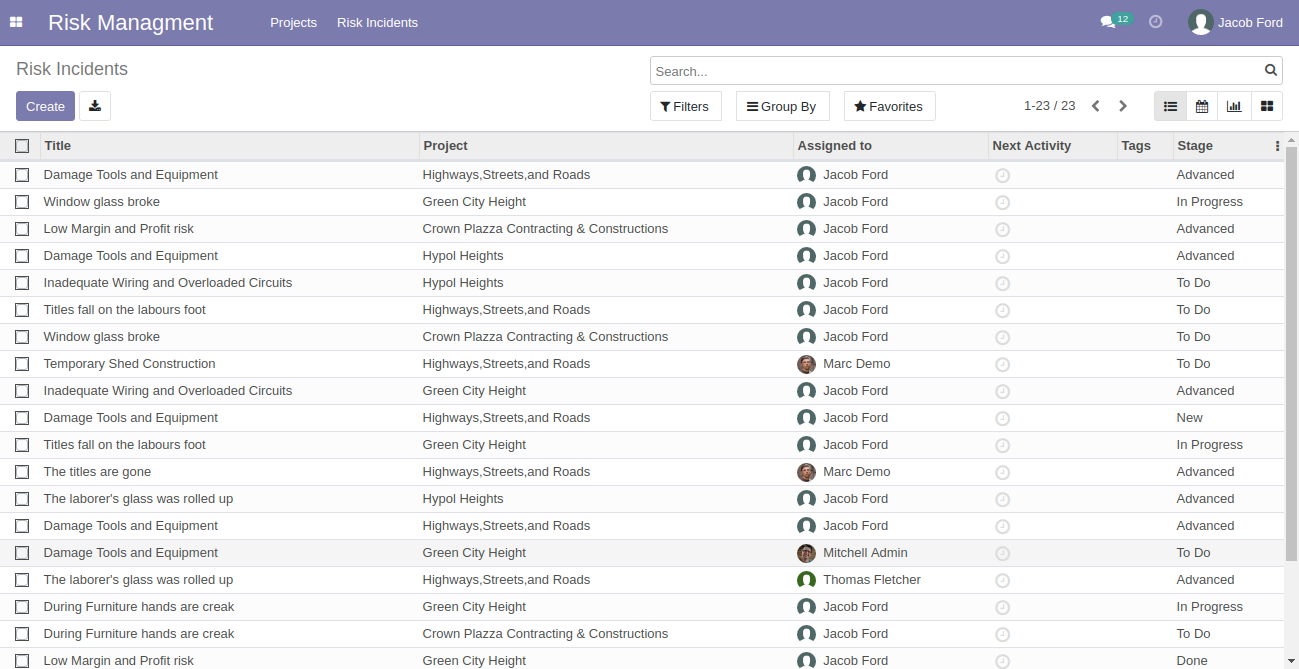 Risk Managment Projects Risk Incidents 12 Jacob Ford
Risk Incidents
Search...
Create Filters Group By Favorites 1-23 / 23
Title Project Assigned to Next Activity Tags Stage
Damage Tools and Equipment Highways,Streets,and Roads Jacob Ford Advanced
Window glass broke Green City Height Jacob Ford In Progress
Low Margin and Profit risk Crown Plazza Contracting & Constructions Jacob Ford Advanced
Damage Tools and Equipment Hypol Heights Jacob Ford Advanced
Inadequate Wiring and Overloaded Circuits Hypol Heights Jacob Ford To Do
Titles fall on the labours foot Highways,Streets,and Roads Jacob Ford To Do
Window glass broke Crown Plazza Contracting & Constructions Jacob Ford To Do
Temporary Shed Construction Highways,Streets,and Roads Marc Demo To Do
Inadequate Wiring and Overloaded Circuits Green City Height Jacob Ford Advanced
Damage Tools and Equipment Highways,Streets,and Roads Jacob Ford New
Titles fall on the labours foot Green City Height Jacob Ford In Progress
The titles are gone Highways,Streets,and Roads Marc Demo Advanced
The laborer's glass was rolled up Hypol Heights Jacob Ford Advanced
Damage Tools and Equipment Highways,Streets,and Roads Jacob Ford Advanced
Damage Tools and Equipment Green City Height Mitchell Admin To Do
The laborer's glass was rolled up Highways,Streets,and Roads Thomas Fletcher Advanced
During Furniture hands are creak Green City Height Jacob Ford In Progress
During Furniture hands are creak Crown Plazza Contracting & Constructions Jacob Ford To Do
Low Margin and Profit risk Green City Height Jacob Ford Done